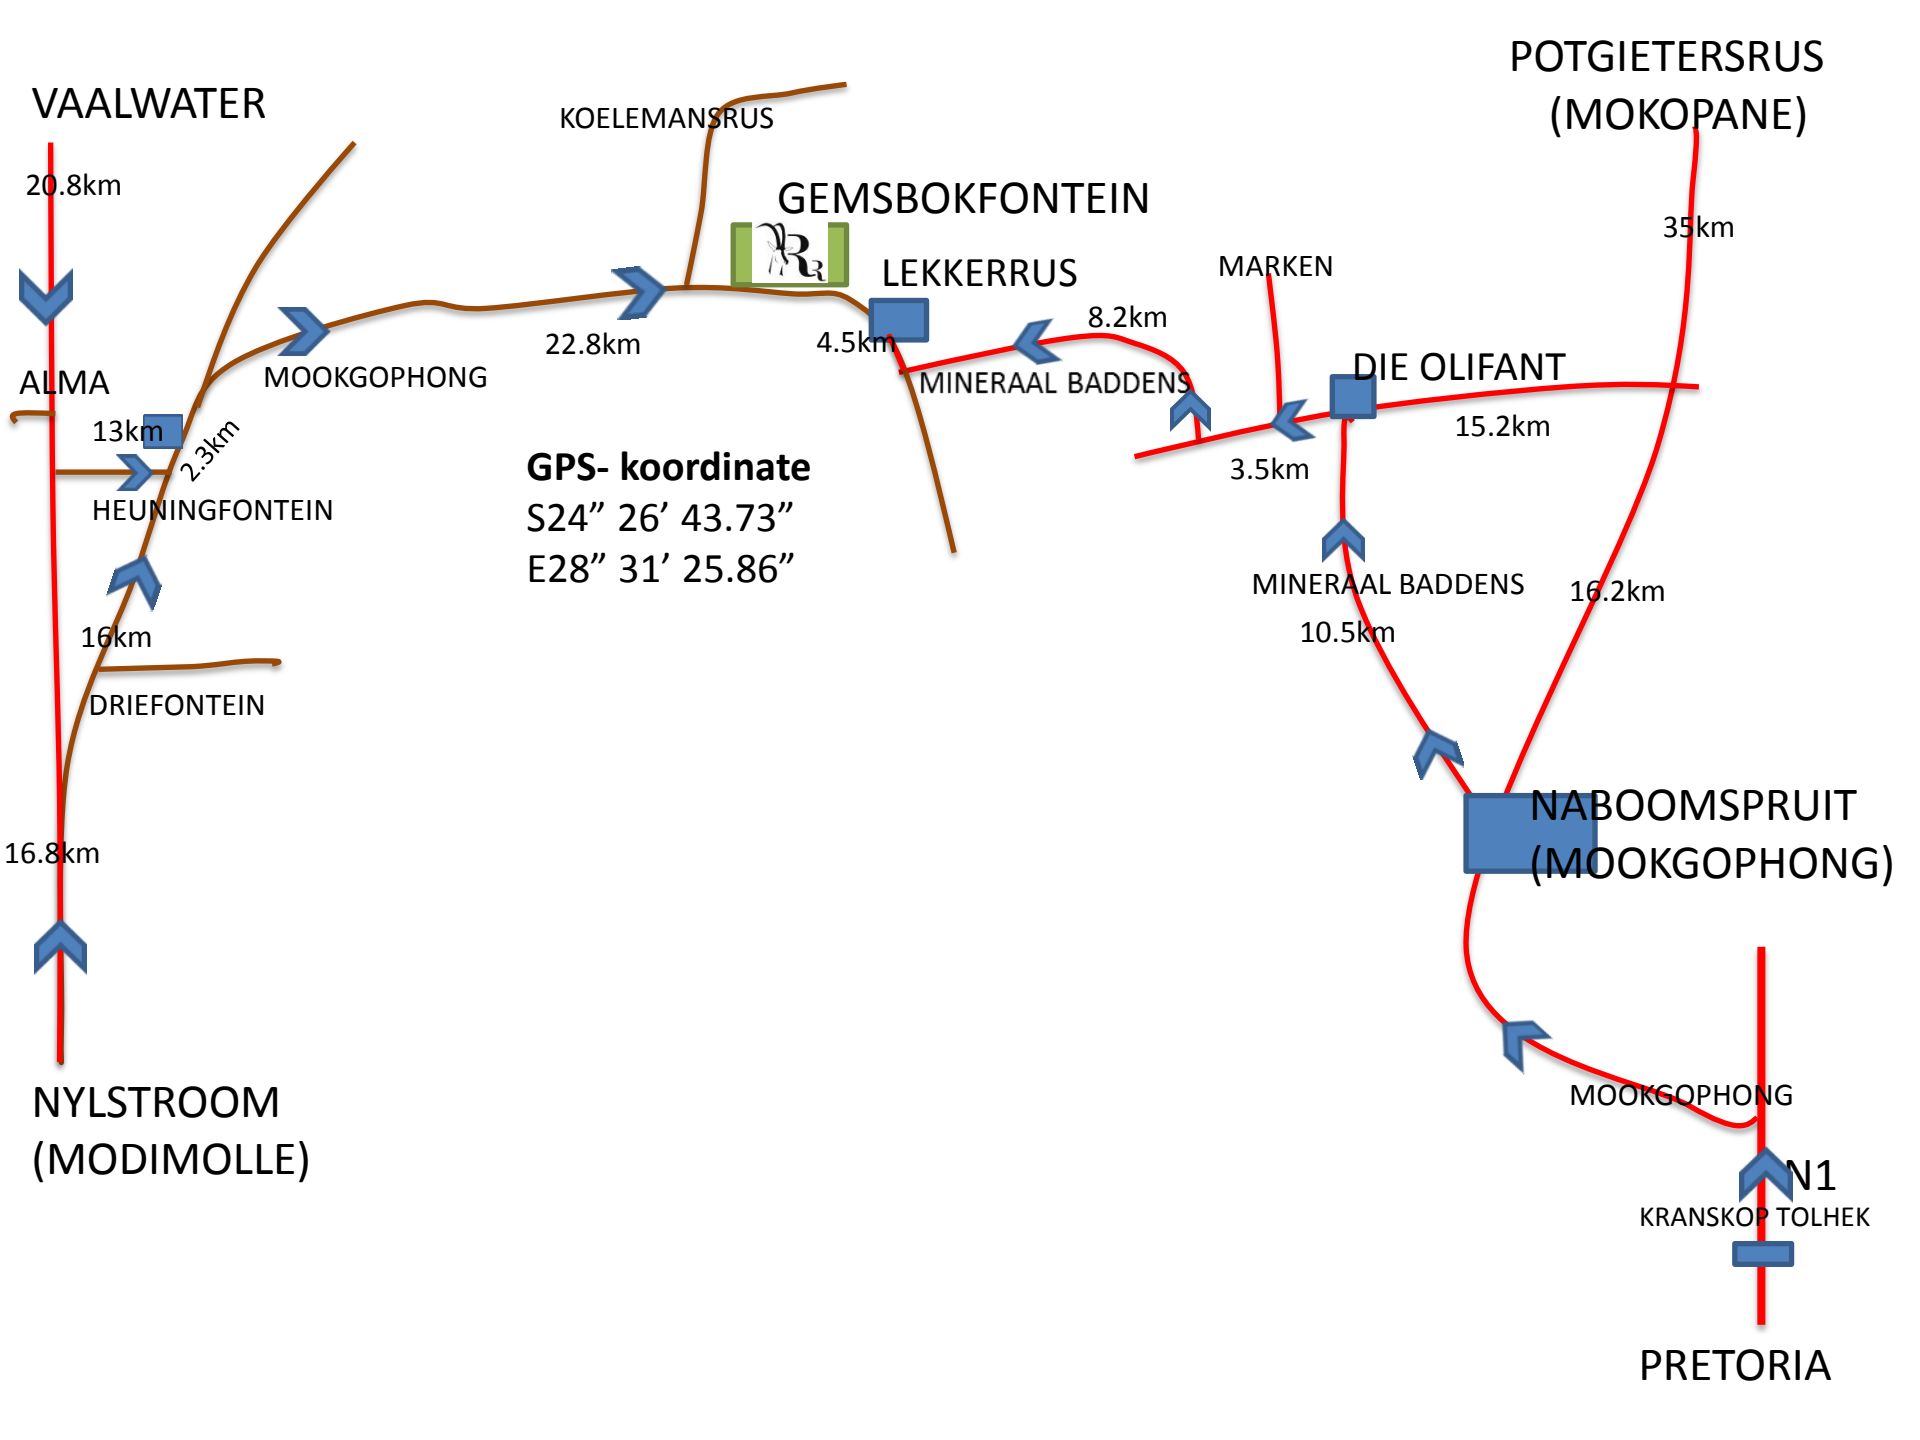 POTGIETERSRUS
(MOKOPANE)
VAALWATER
KOELEMANSRUS
20.8km
GEMSBOKFONTEIN
35km
RR
LEKKERRUS
MARKEN
8.2km
22.8km
4.5km
DIE OLIFANT
ALMA
MOOKGOPHONG
MINERAAL BADDENS
13km
2.3km
15.2km
GPS- koordinate
3.5km
HEUNINGFONTEIN
S24” 26’ 43.73”
E28” 31’ 25.86”
MINERAAL BADDENS
16.2km
16km
10.5km
DRIEFONTEIN
NABOOMSPRUIT
(MOOKGOPHONG)
16.8km
NYLSTROOM
(MODIMOLLE)
MOOKGOPHONG
N1
KRANSKOP TOLHEK
PRETORIA